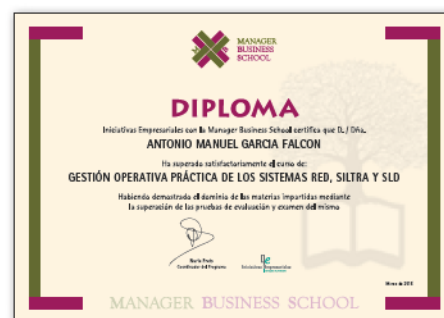 MANAGER
BUSINESS
SCHOOL
DIPLOMA
Iniciativas Empresariales con la Manager Business School certifica que D./ Dña.
ANTONIO MANUEL GARCIA FALCON
Ha superado satisfactoriamente el curso de:
GESTIÓN OPERATIVA PRÁCTICA DE LOS SISTEMAS RED, SILTRA Y SLD
Habiendo demostrado el dominio de las materias impartidas mediante
la superación de las pruebas de evaluación y examen del mismo
Coordinador del Programa
Iniciativas Empresariales
MANAGER BUSINESS SCHOOL